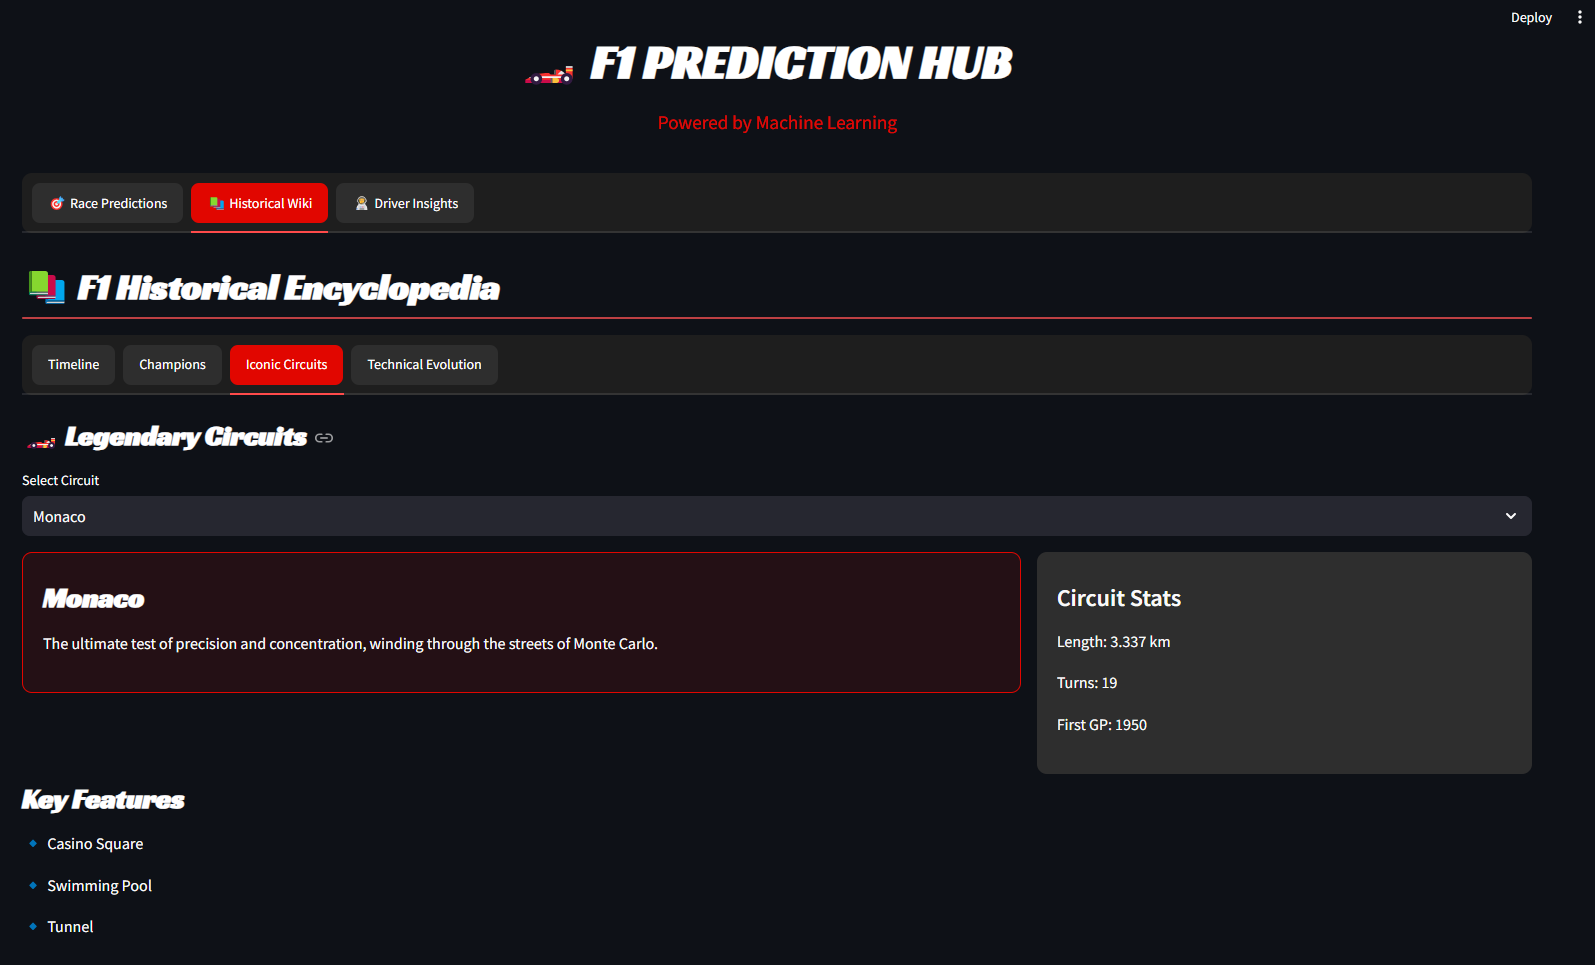 Deploy
F1 PREDICTION HUB
Powered by Machine Learning
Race Predictions Historical Wiki Driver Insights
F1 Historical Encyclopedia
Timeline Champions Iconic Circuits Technical Evolution
Legendary Circuits
Select Circuit
Monaco
Monaco
The ultimate test of precision and concentration, winding through the streets of Monte Carlo.
Circuit Stats
Length: 3.337 km
Turns: 19
First GP: 1950
Key Features
Casino Square
Swimming Pool
Tunnel